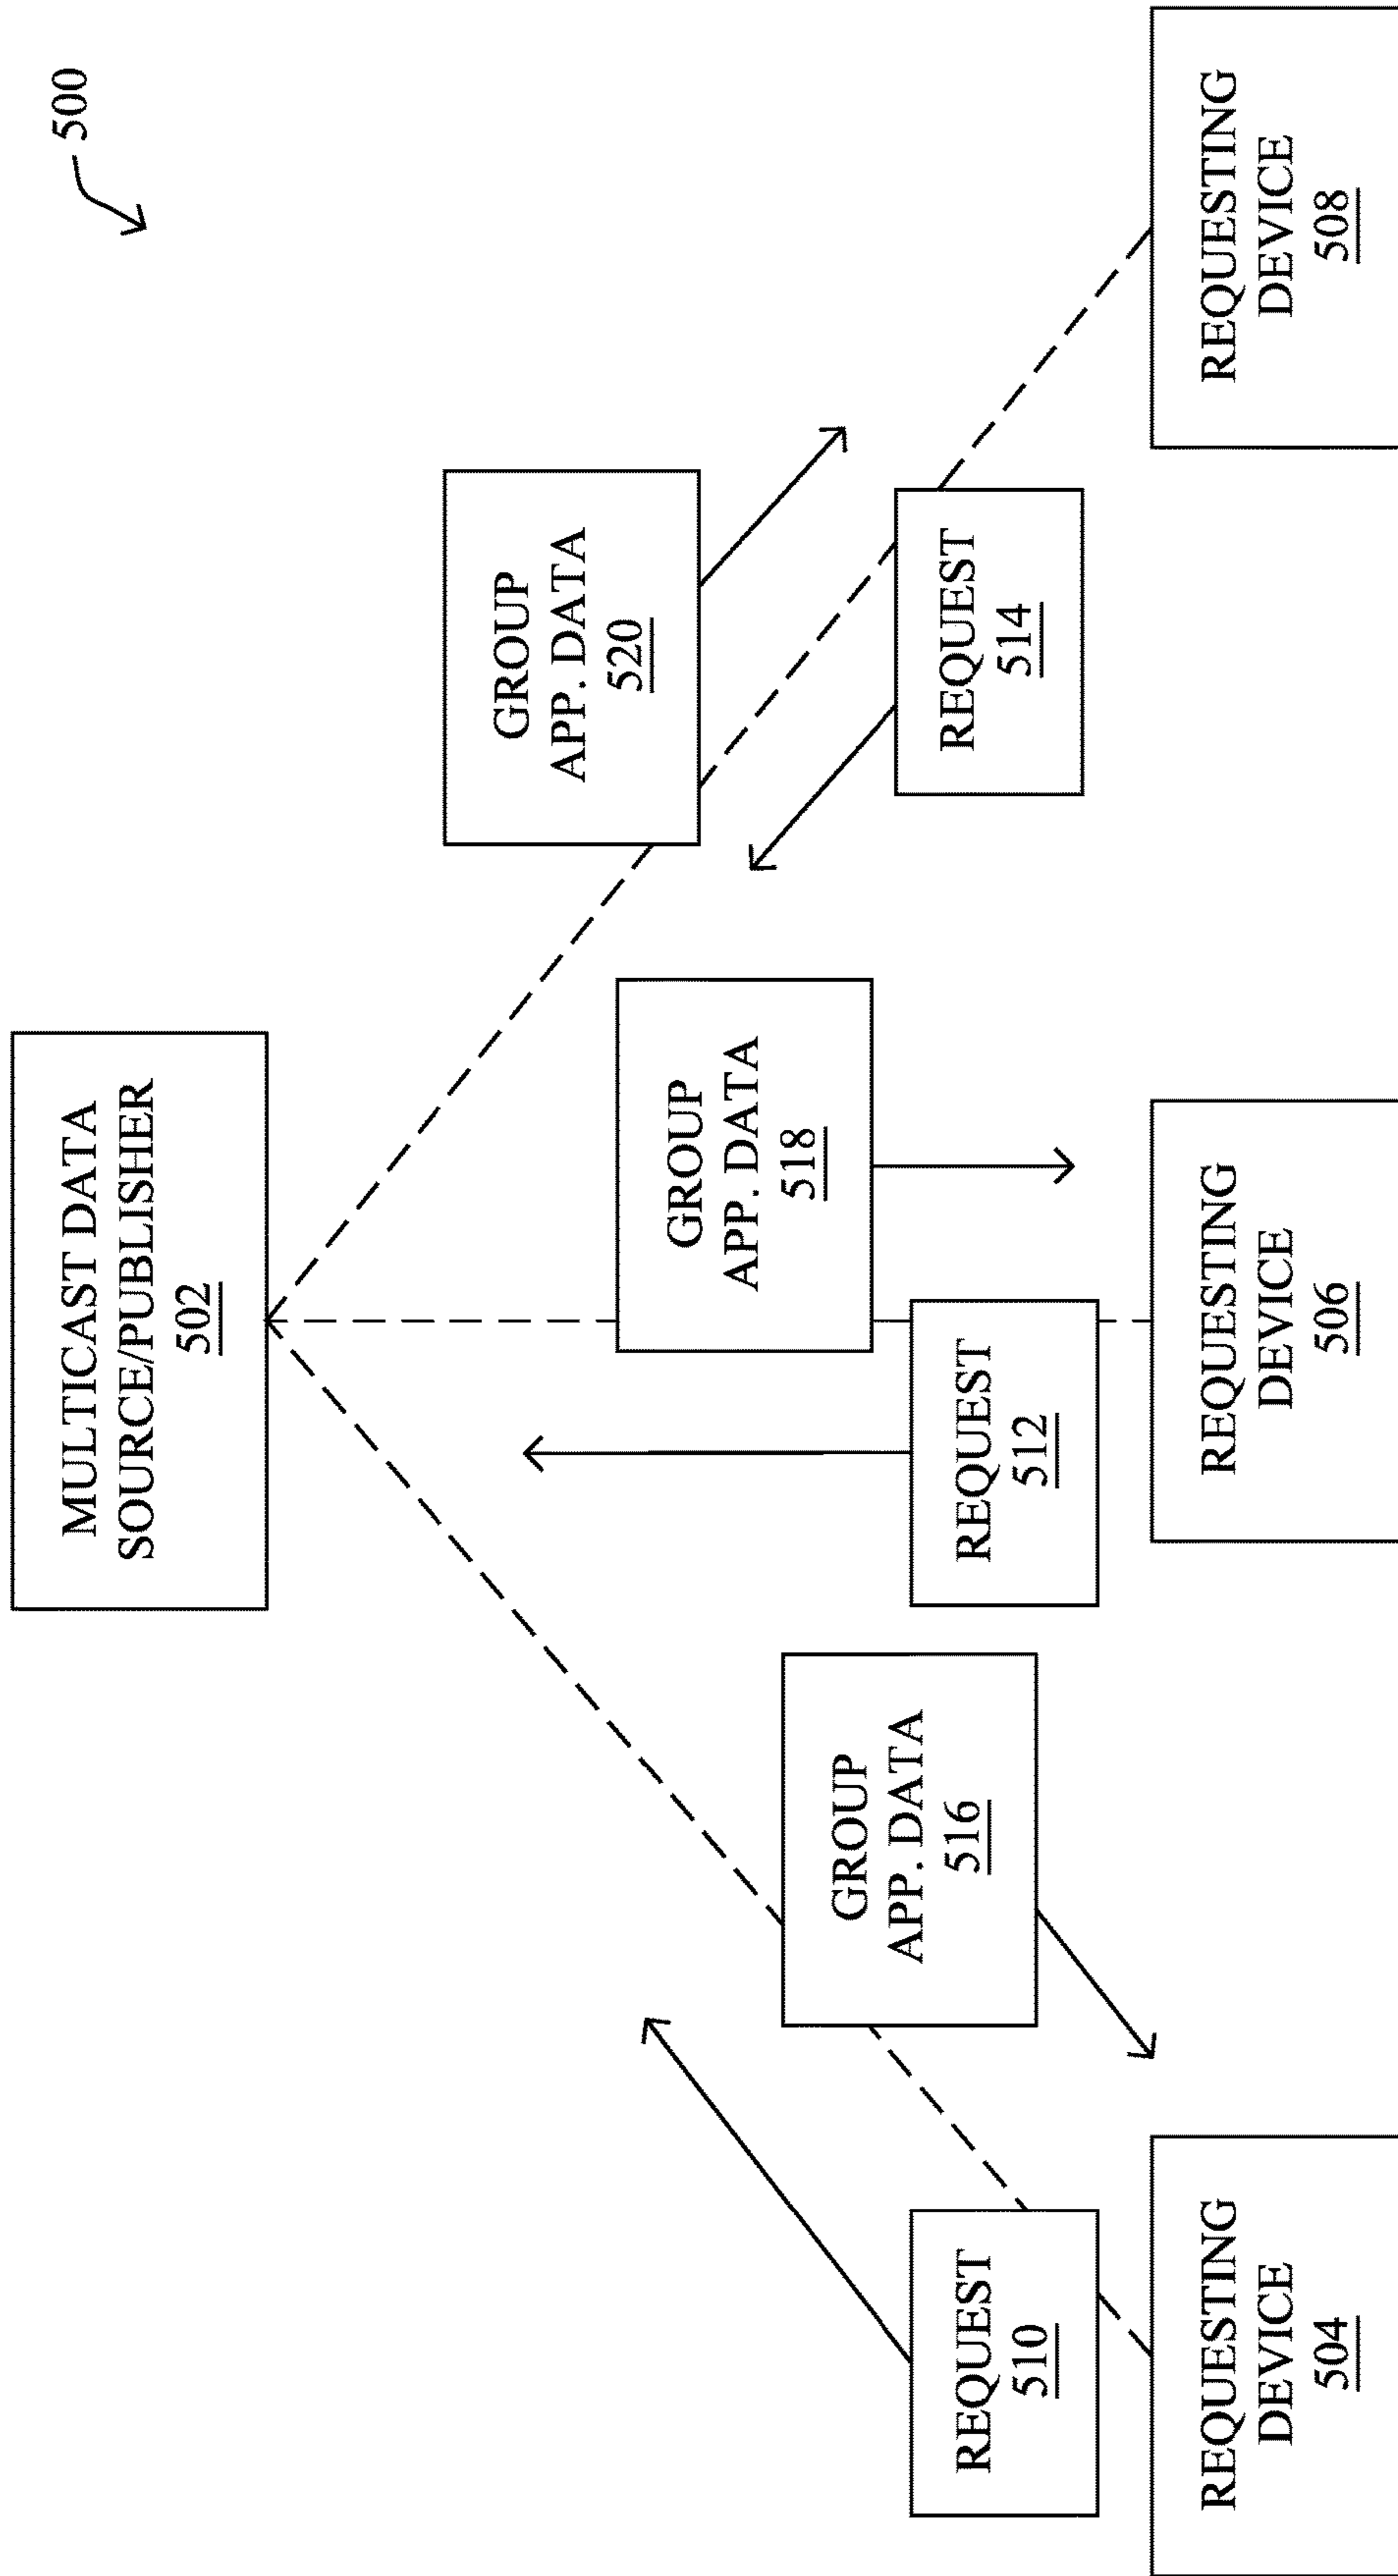 500
MULTICAST DATA
SOURCE/PUBLISHER
502
GROUP
APP. DATA
520
GROUP
APP. DATA
518
GROUP
APP. DATA
516
REQUEST
510
REQUEST
512
REQUEST
514
REQUESTING
DEVICE
504
REQUESTING
DEVICE
506
REQUESTING
DEVICE
508